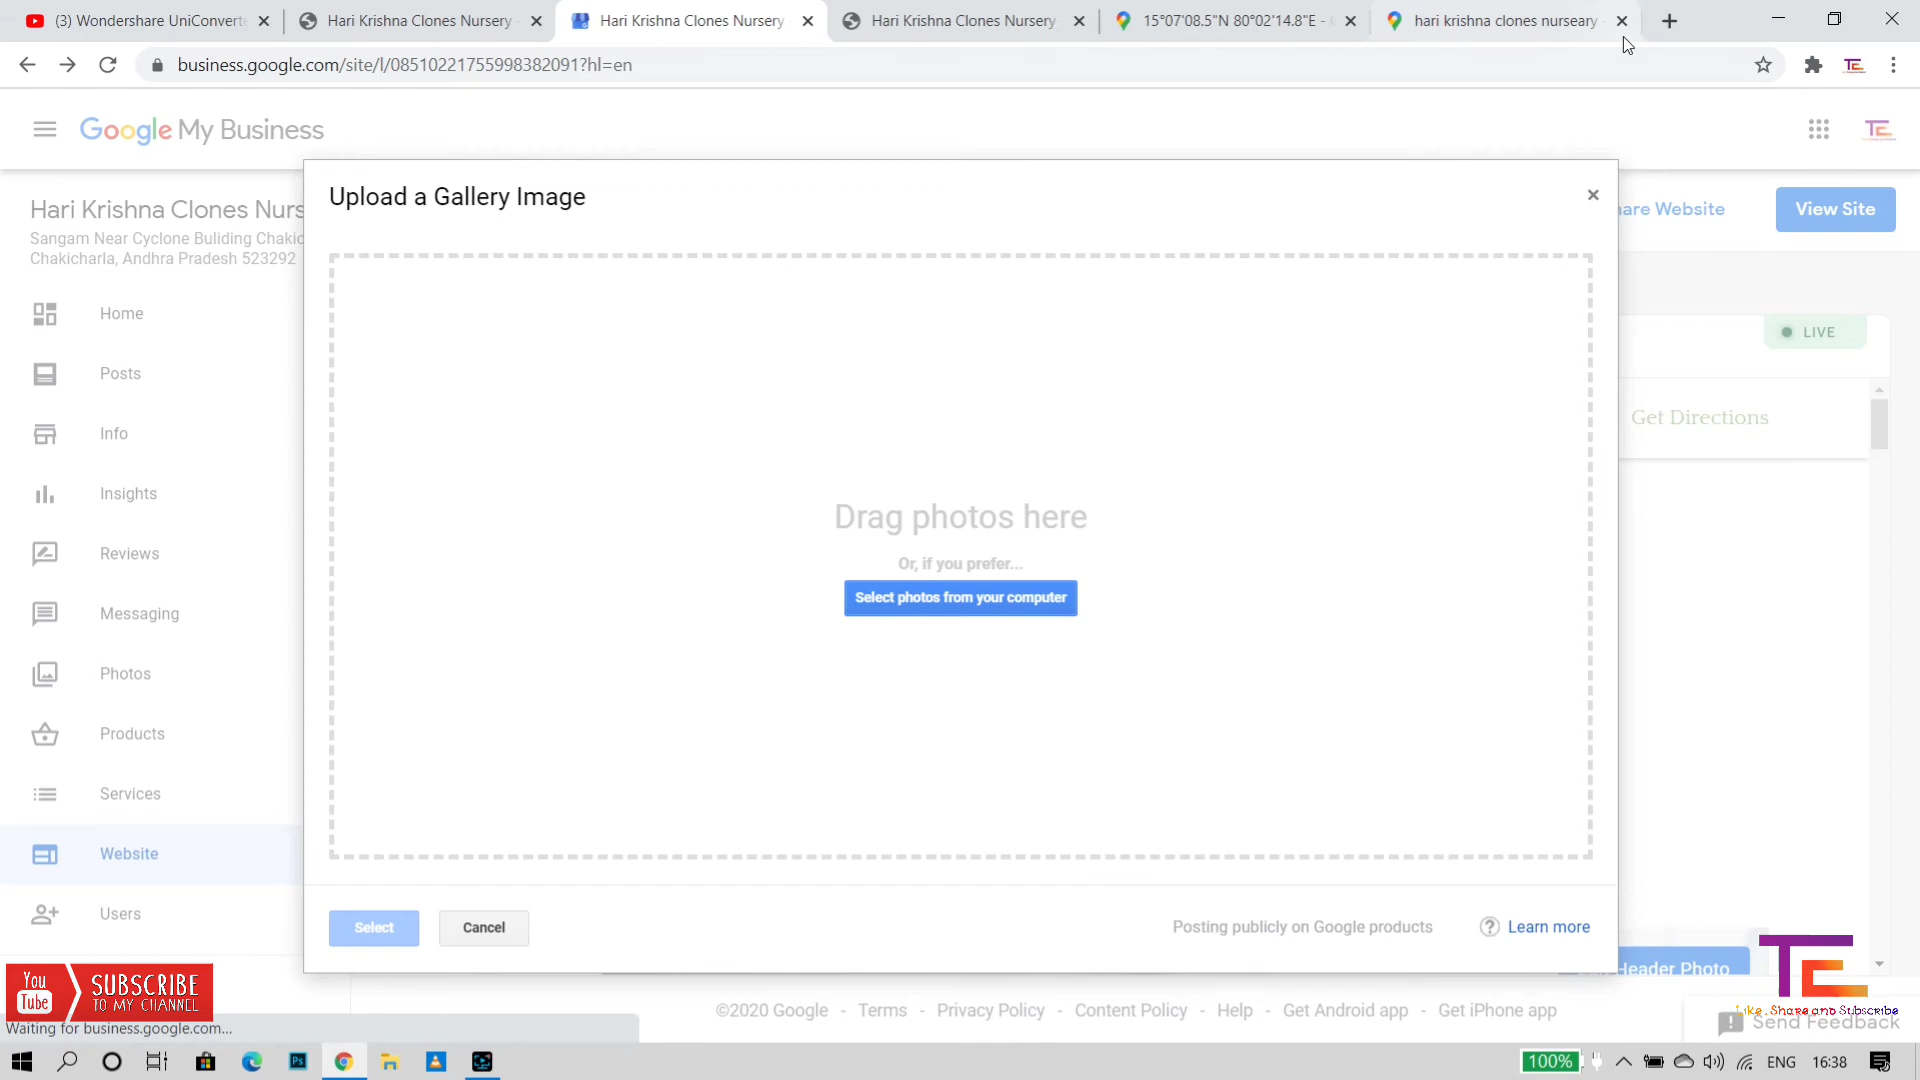 (3) Wondershare UniConverte
Hari Krishna Clones Nursery
Hari Krishna Clones Nursery
Hari Krishna Clones Nursery
15°07'08.5"N 80°02'14.8"E -
hari krishna clones nurseary
business.google.com/site/l/08510221755998382091?hl=en
TE
Google My Business
TE
Upload a Gallery Image
Hari Krishna Clones Nurs
Sangam Near Cyclone Buliding Chakic
Chakicharla, Andhra Pradesh 523292
are Website
View Site
Home
Posts
Info
Insights
Reviews
Messaging
Photos
Products
Services
Website
Users
LIVE
Get Directions
Drag photos here
Or, if you prefer...
Select photos from your computer
Select
Cancel
Posting publicly on Google products
? Learn more
Header Photo
TE
Like, Share and Subscribe
You Tube
SUBSCRIBE
TO MY CHANNEL
©2020 Google - Terms - Privacy Policy - Content Policy - Help - Get Android app - Get iPhone app
Send Feedback
Waiting for business.google.com...
Ps
100%
ENG
16:38